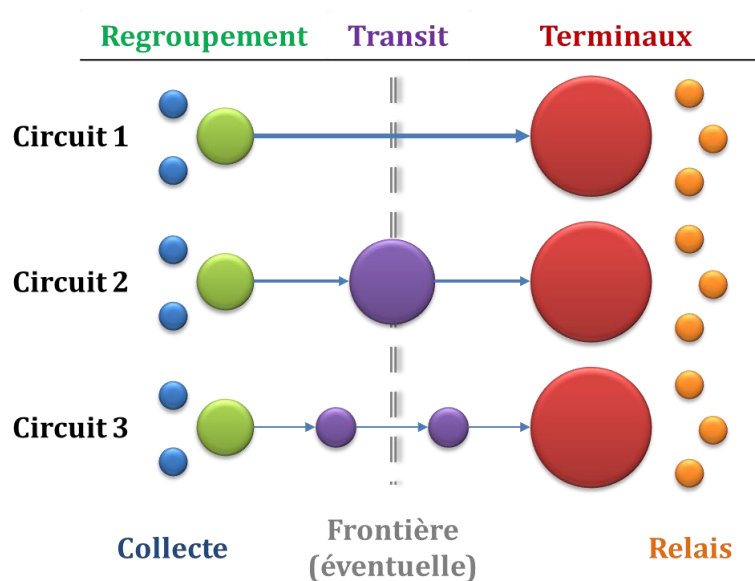 Regroupement Transit Terminaux
Circuit 1
Circuit 2
Circuit 3
Collecte Frontière Relais
(éventuelle)